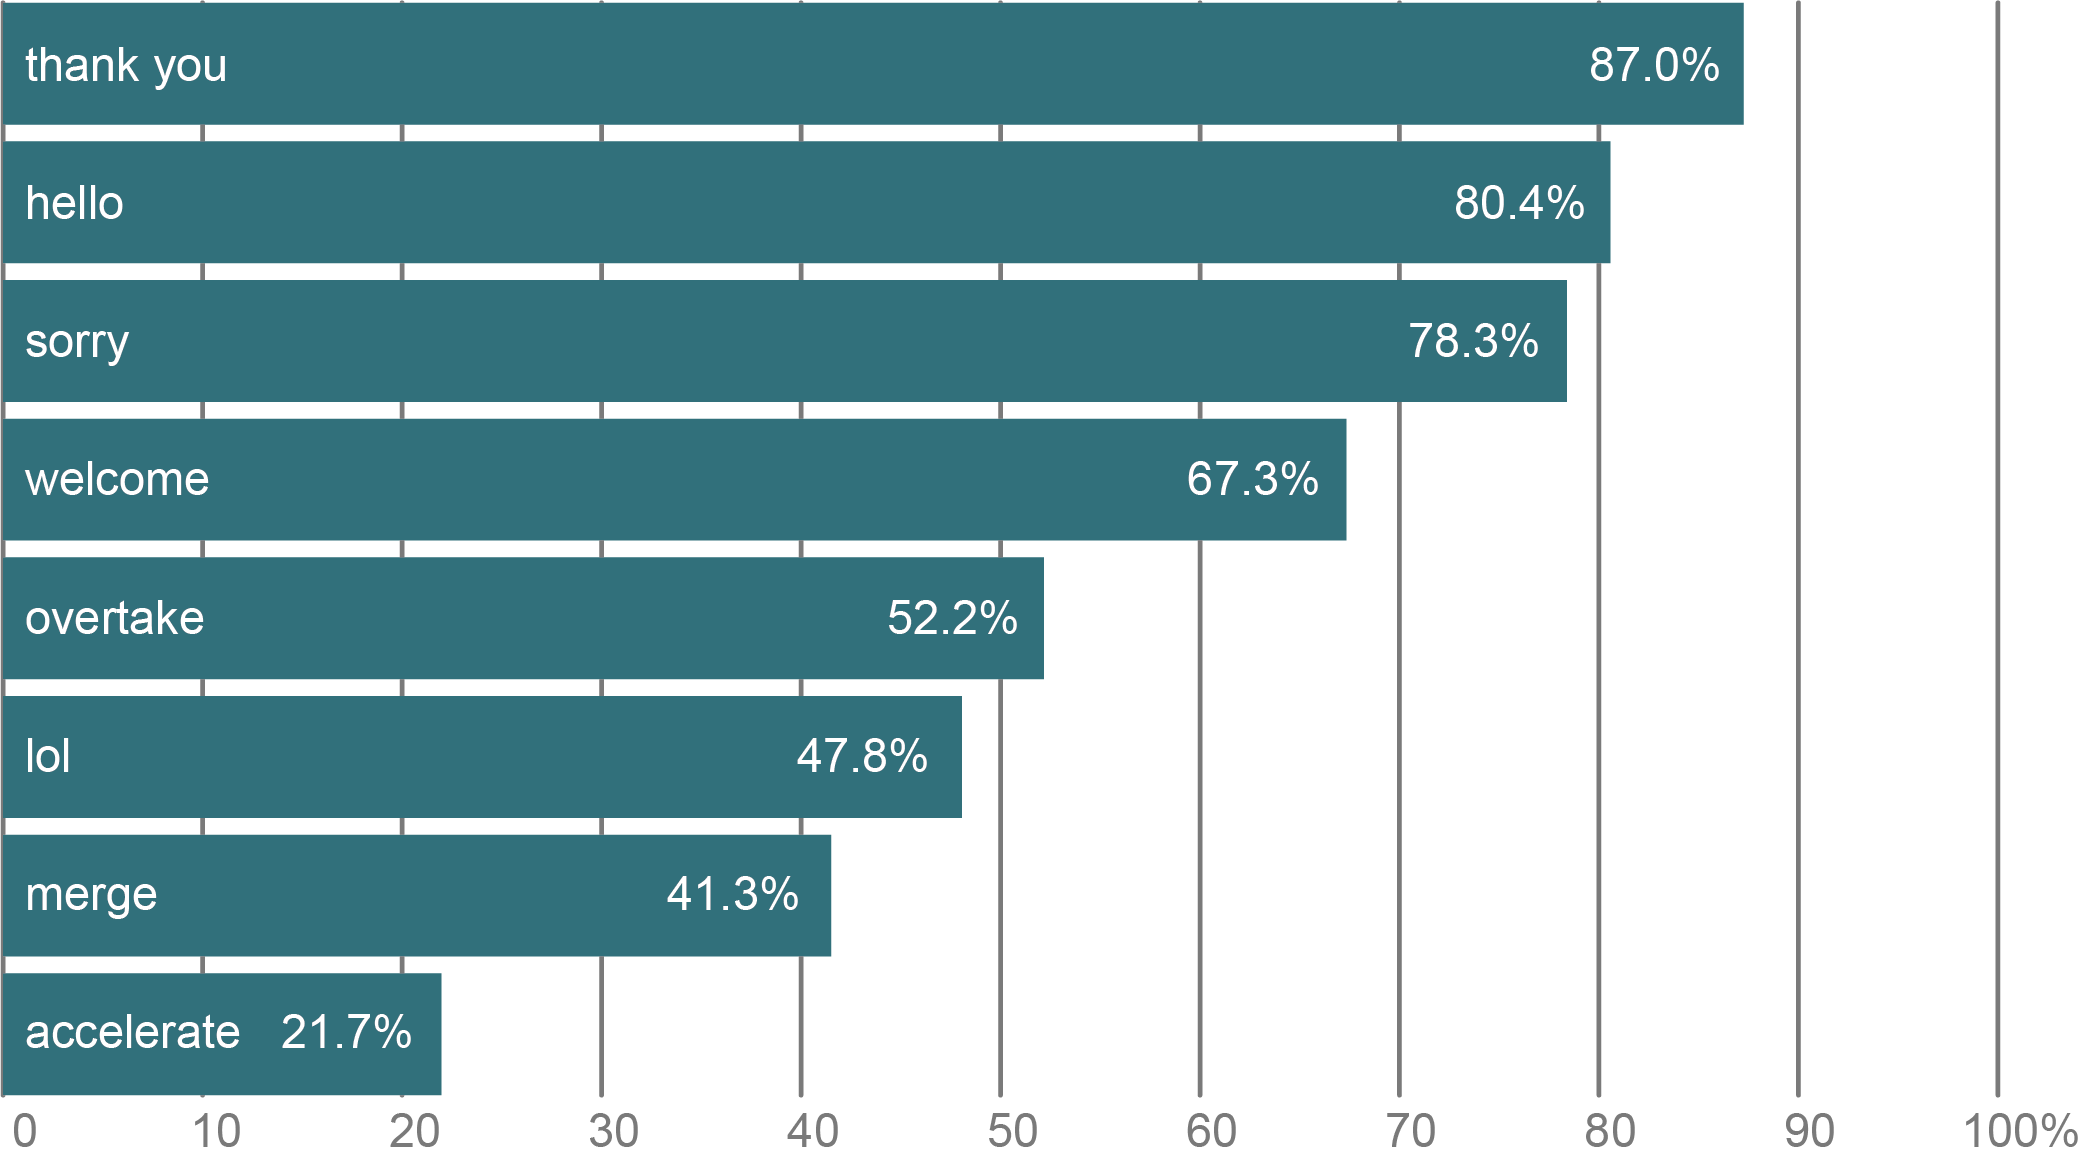 thank you 87.0%
hello 80.4%
sorry 78.3%
welcome 67.3%
overtake 52.2%
lol 47.8%
merge 41.3%
accelerate 21.7%
0 10 20 30 40 50 60 70 80 90 100%